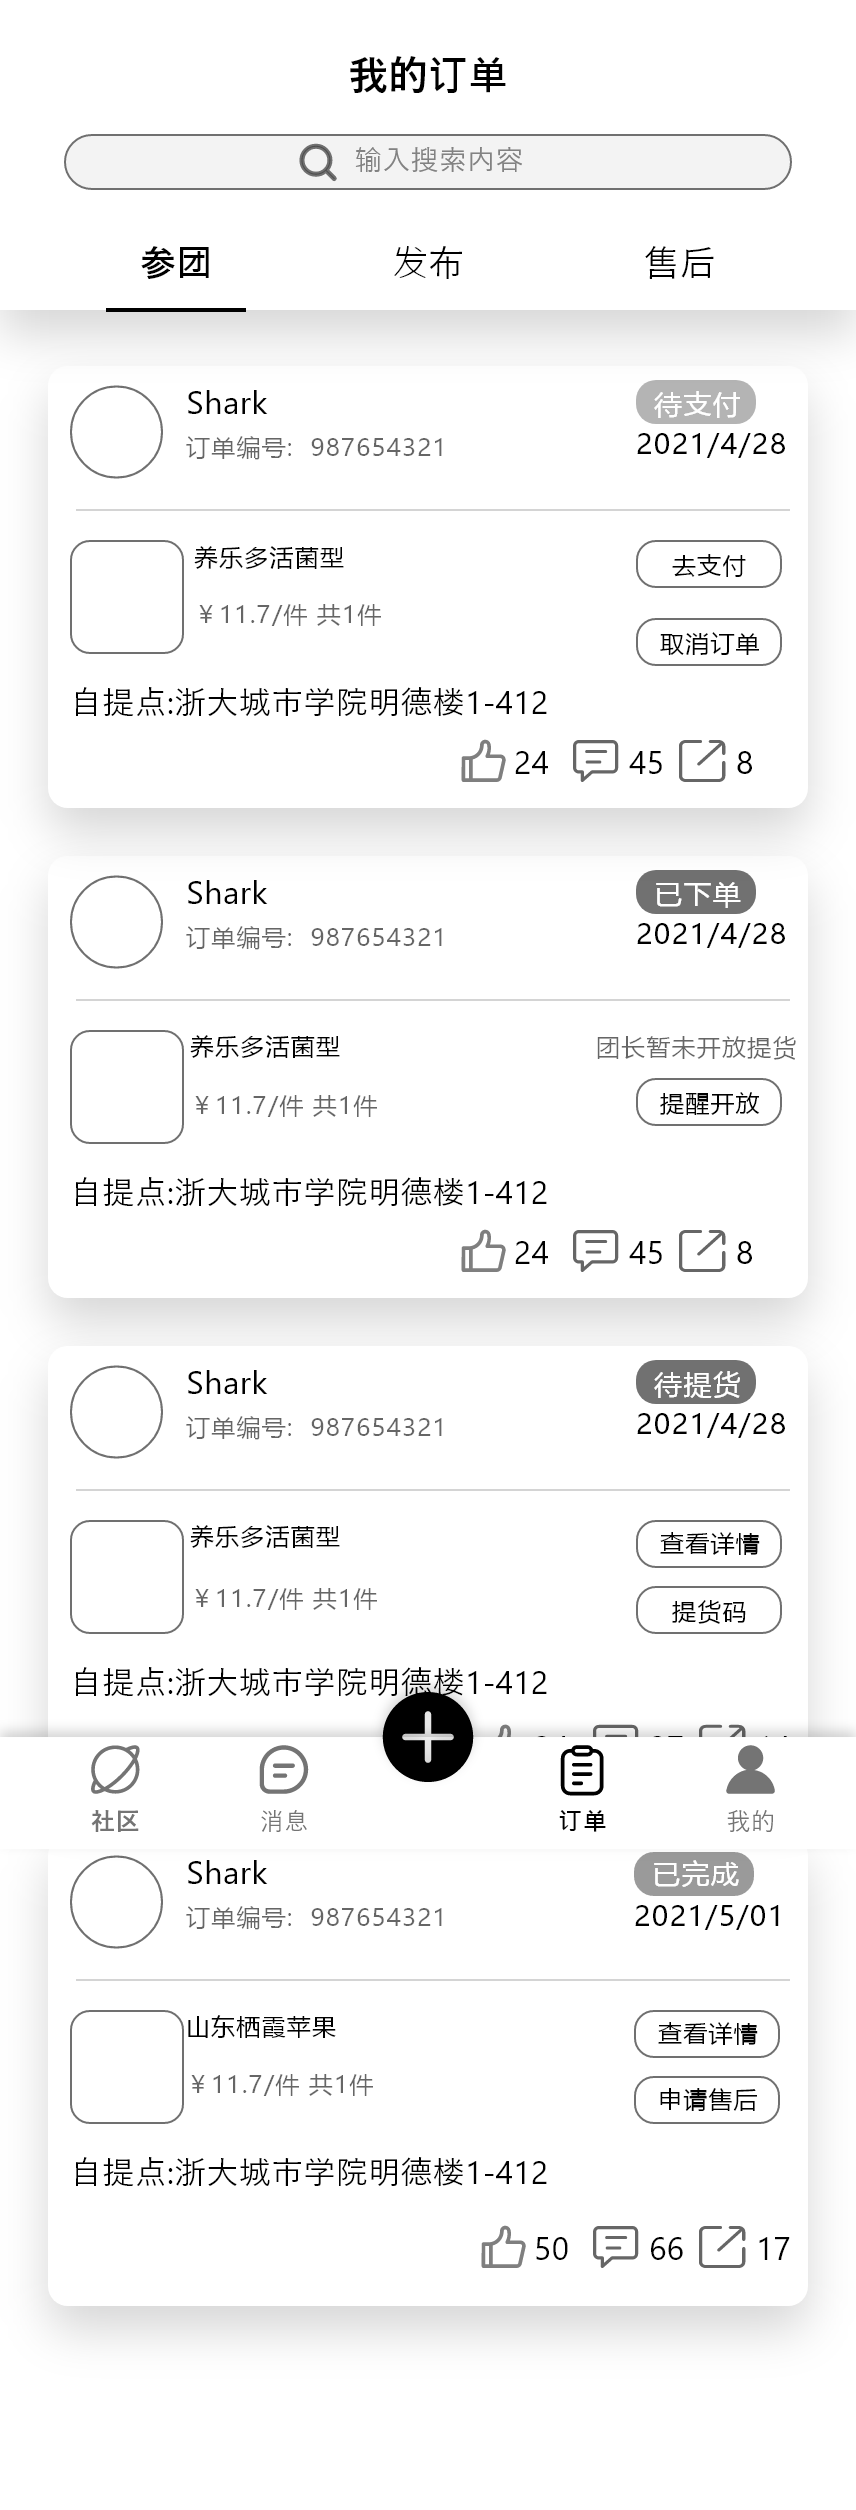 我的订单
输入搜索内容
参团 发布 售后
Shark 待支付
订单编号: 987654321 2021/4/28
养乐多活菌型 去支付
￥11.7/件 共1件
取消订单
自提点:浙大城市学院明德楼1-412
24 45 8
Shark 已下单
订单编号: 987654321 2021/4/28
养乐多活菌型 团长暂未开放提货
￥11.7/件 共1件 提醒开放
自提点:浙大城市学院明德楼1-412
24 45 8
Shark 待提货
订单编号: 987654321 2021/4/28
养乐多活菌型 查看详情
￥11.7/件 共1件 提货码
自提点:浙大城市学院明德楼1-412
社区 消息 订单 我的
Shark 已完成
订单编号: 987654321 2021/5/01
山东栖霞苹果 查看详情
￥11.7/件 共1件 申请售后
自提点:浙大城市学院明德楼1-412
50 66 17